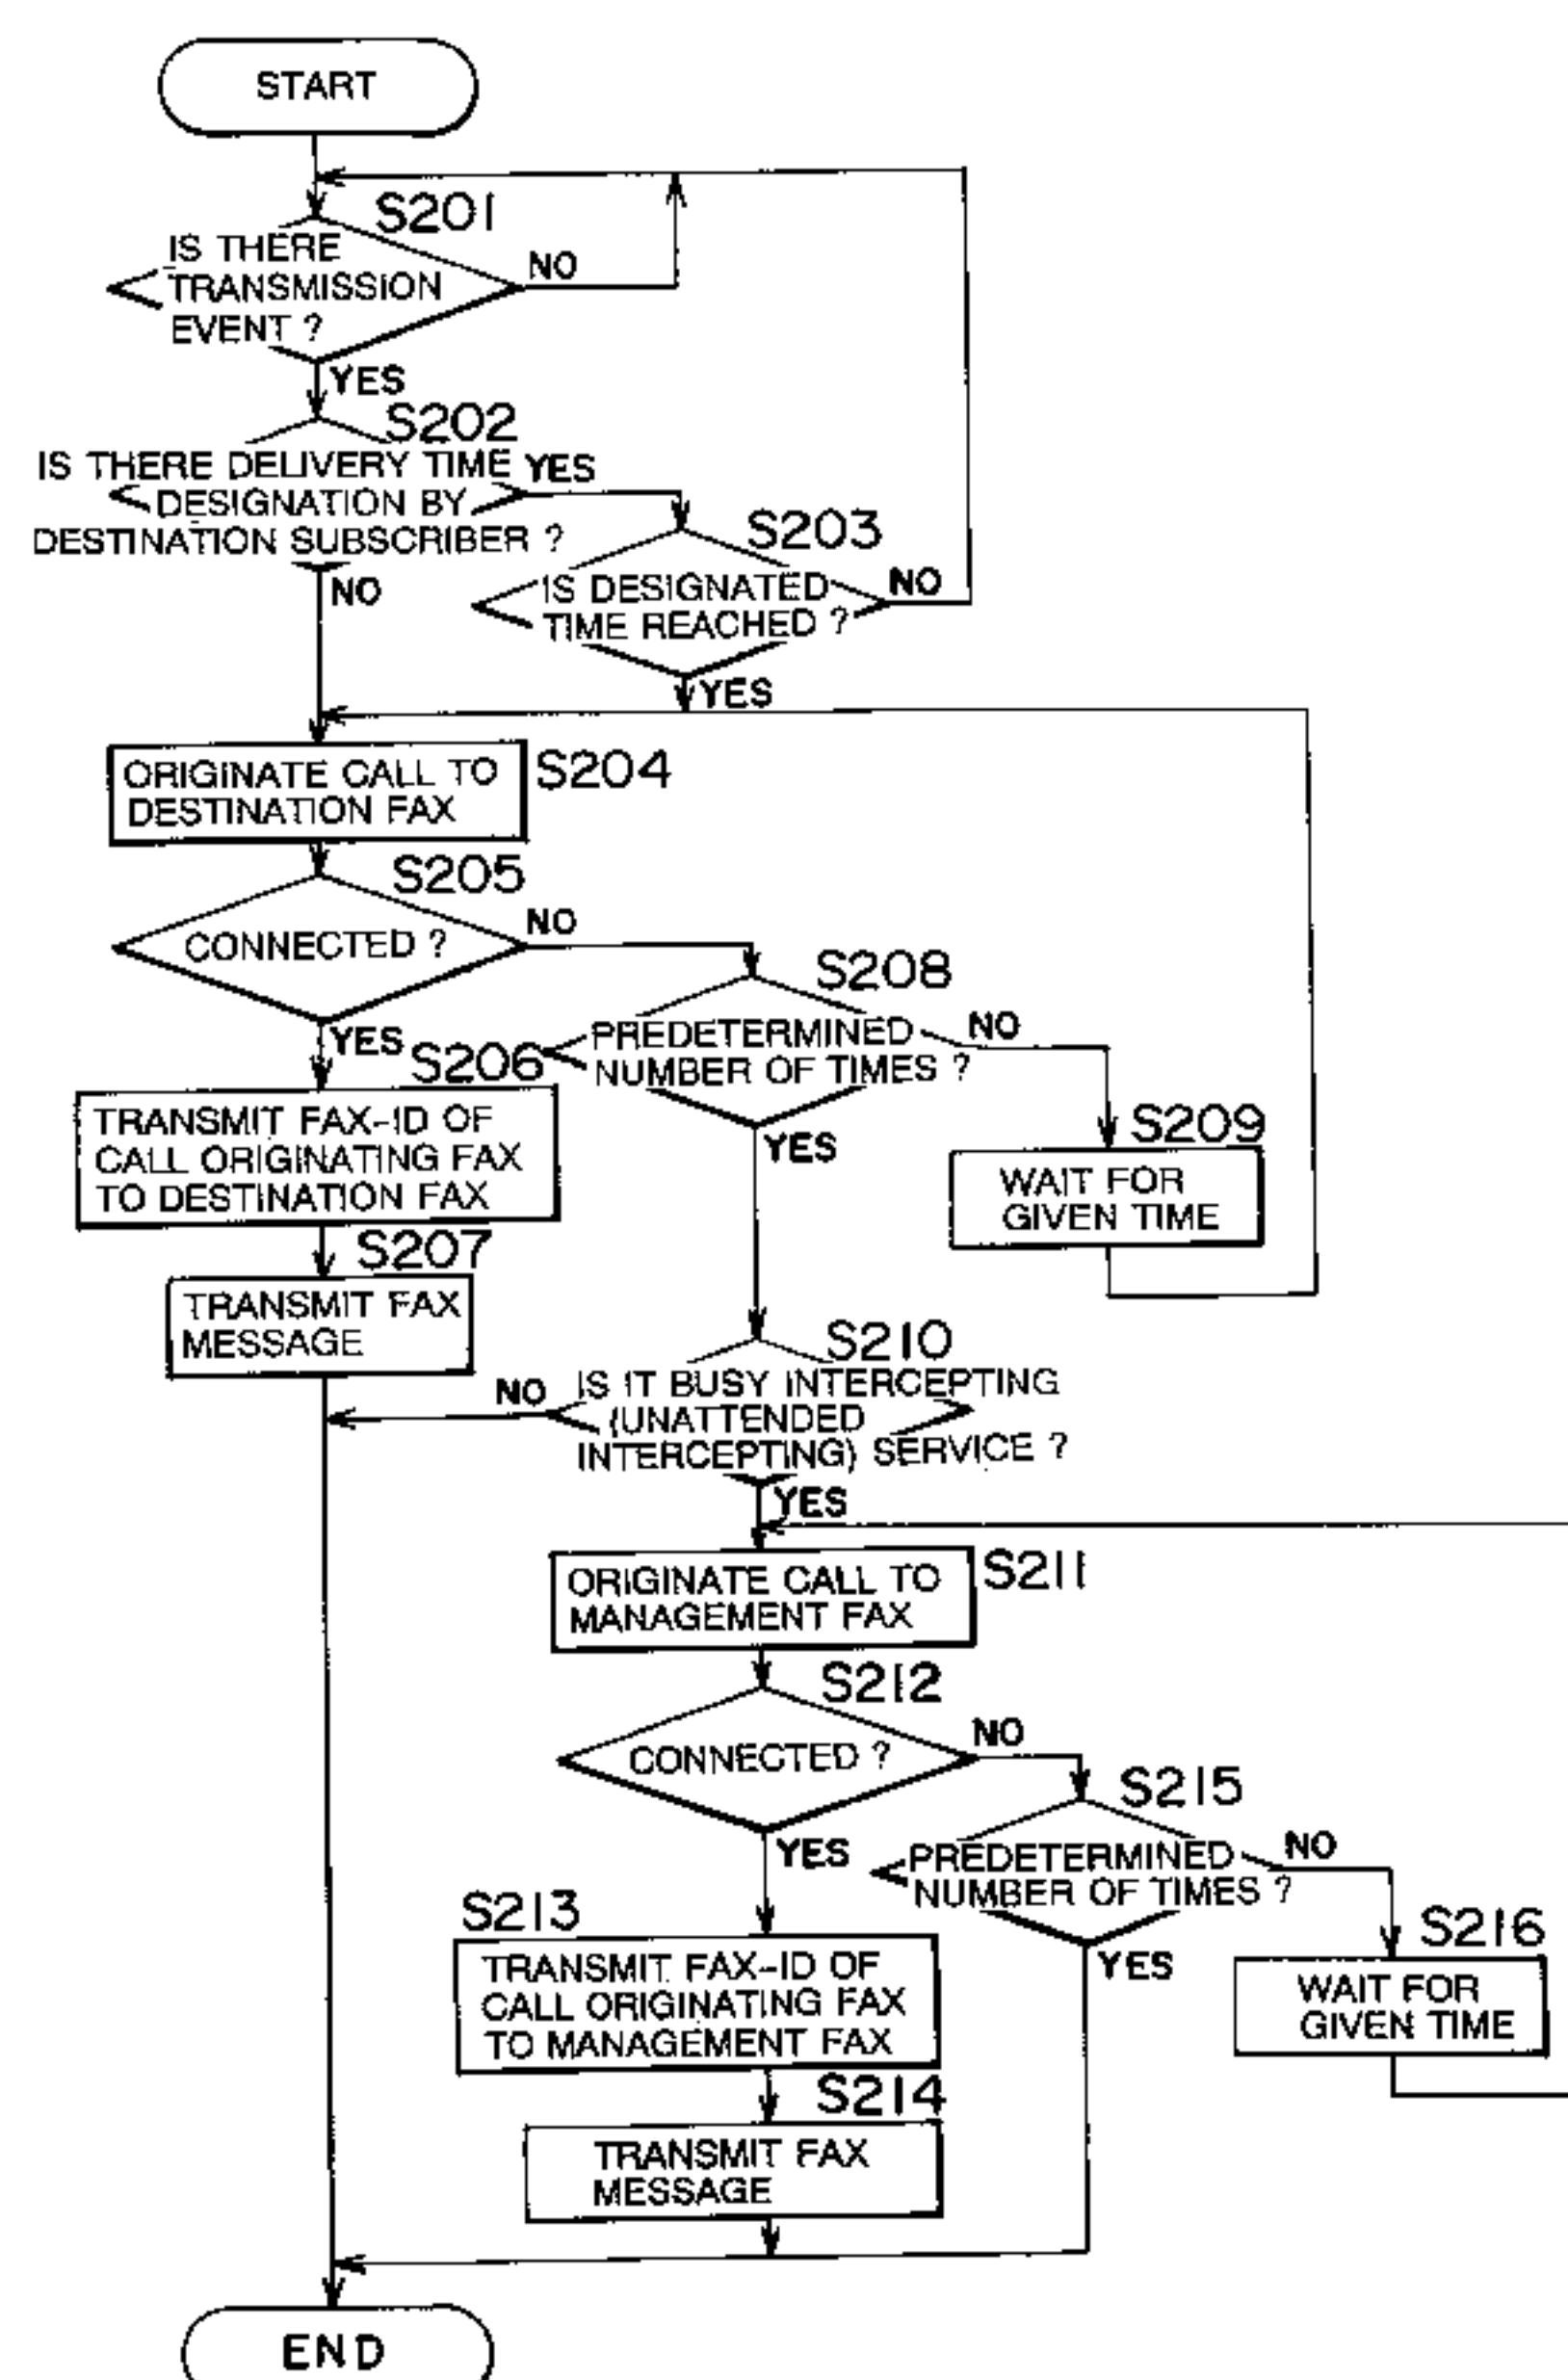 START
S201
IS THERE
TRANSMISSION
EVENT ?
NO
YES
S202
IS THERE DELIVERY TIME
DESIGNATION BY
DESTINATION SUBSCRIBER ?
YES
NO
S203
IS DESIGNATED
TIME REACHED ?
NO
YES
ORIGINATE CALL TO
DESTINATION FAX
S204
S205
CONNECTED ?
NO
YES
S208
PREDETERMINED
NUMBER OF TIMES ?
NO
YES
S206
TRANSMIT FAX-ID OF
CALL ORIGINATING FAX
TO DESTINATION FAX
S209
WAIT FOR
GIVEN TIME
S207
TRANSMIT FAX
MESSAGE
S210
IS IT BUSY INTERCEPTING
(UNATTENDED
INTERCEPTING) SERVICE ?
NO
YES
ORIGINATE CALL TO
MANAGEMENT FAX
S211
S212
CONNECTED ?
NO
YES
S215
PREDETERMINED
NUMBER OF TIMES ?
NO
YES
S213
TRANSMIT FAX-ID OF
CALL ORIGINATING FAX
TO MANAGEMENT FAX
S216
WAIT FOR
GIVEN TIME
S214
TRANSMIT FAX
MESSAGE
END